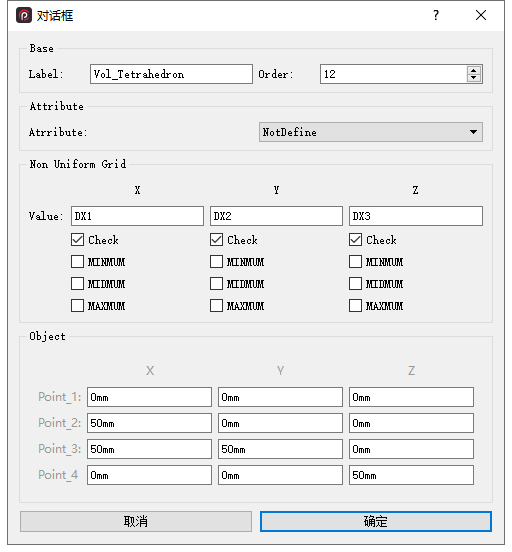 对话框
Base
Label: Vol_Tetrahedron Order: 12
Attribute
Atrribute: NotDefine
Non Uniform Grid
X Y Z
Value: DX1 DX2 DX3
Check Check Check
MINMUM MINMUM MINMUM
MIDMUM MIDMUM MIDMUM
MAXMUM MAXMUM MAXMUM
Object
X Y Z
Point_1: 0mm 0mm 0mm
Point_2: 50mm 0mm 0mm
Point_3: 50mm 50mm 0mm
Point_4 0mm 0mm 50mm
取消 确定